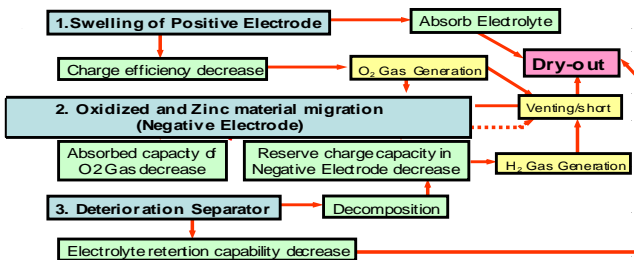 1.Swelling of Positive Electrode
Absorb Electrolyte
Charge efficiency decrease
O2 Gas Generation
Dry-out
2. Oxidized and Zinc material migration
(Negative Electrode)
Venting/short
Absorbed capacity of
O2 Gas decrease
Reserve charge capacity in
Negative Electrode decrease
H2 Gas Generation
3. Deterioration Separator
Decomposition
Electrolyte retention capability decrease